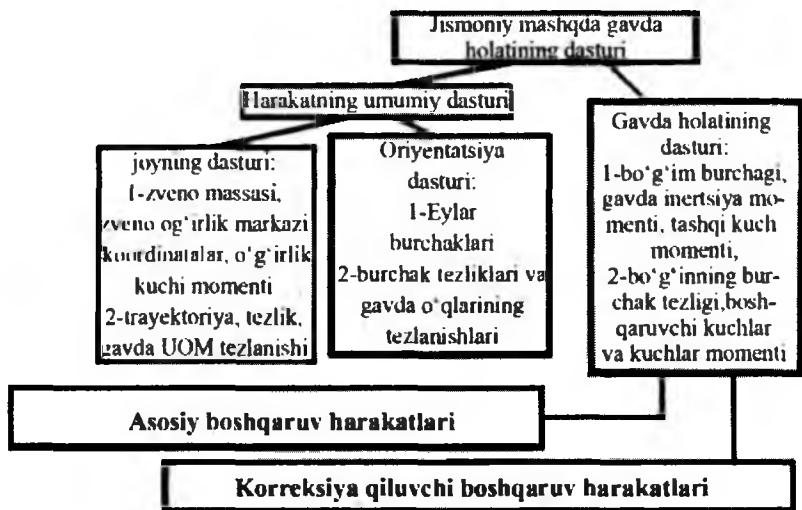 Jismoniy mashqda gavda
holatining dasturi
Harakatning umumiy dasturi
joyning dasturi:
1-zveno massasi,
zveno og‘irlik markazi
koordinatalar, o‘g‘irlik
kuchi momenti
2-trayektoriya, tezlik,
gavda UOM tezlanishi
Oriyentatsiya
dasturi:
1-Eylar
burchaklari
2-burchak tezliklari va
gavda o‘qlarining
tezlanishlari
Gavda holatining
dasturi:
1-bo‘g‘im burchagi,
gavda inertsiya mo-
menti, tashqi kuch
momenti,
2-bo‘g‘inning bur-
chak tezligi,bosh-
qaruvchi kuchlar
va kuchlar momenti
Asosiy boshqaruv harakatlari
Korreksiya qiluvchi boshqaruv harakatlari